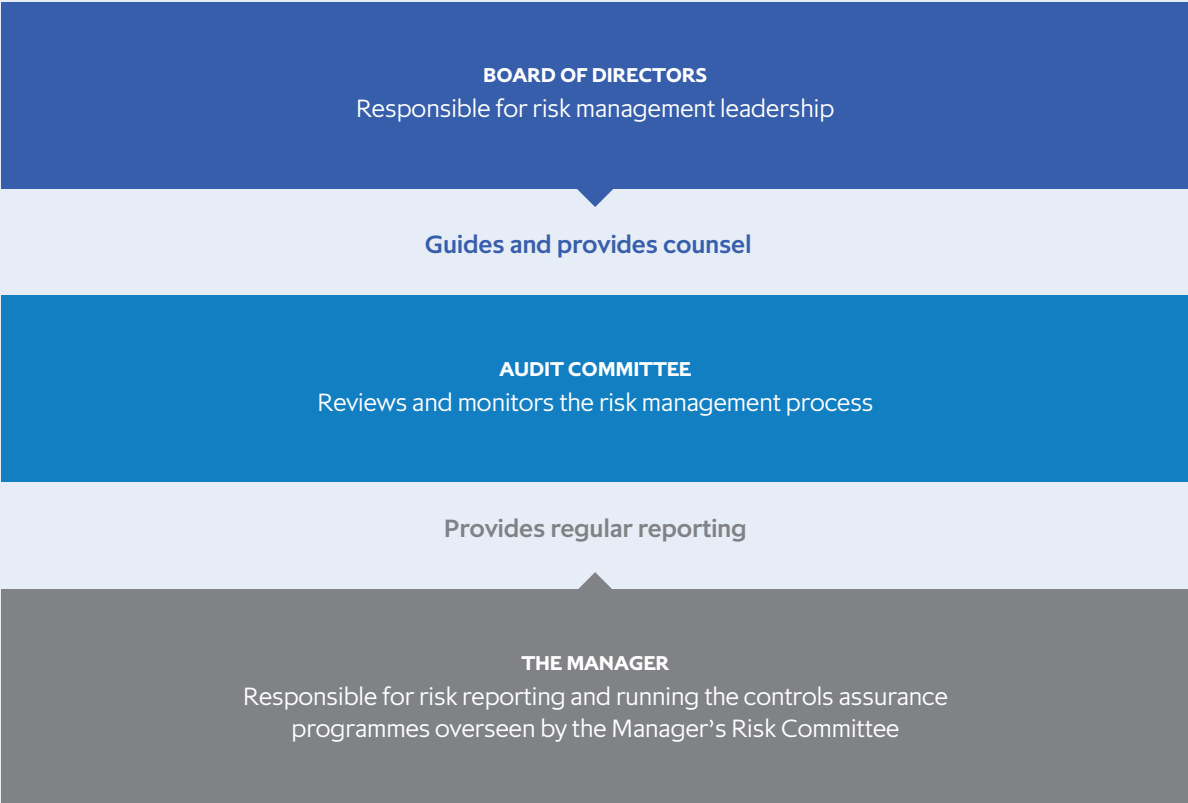 BOARD OF DIRECTORS
Responsible for risk management leadership
Guides and provides counsel
AUDIT COMMITTEE
Reviews and monitors the risk management process
Provides regular reporting
THE MANAGER
Responsible for risk reporting and running the controls assurance
programmes overseen by the Manager’s Risk Committee